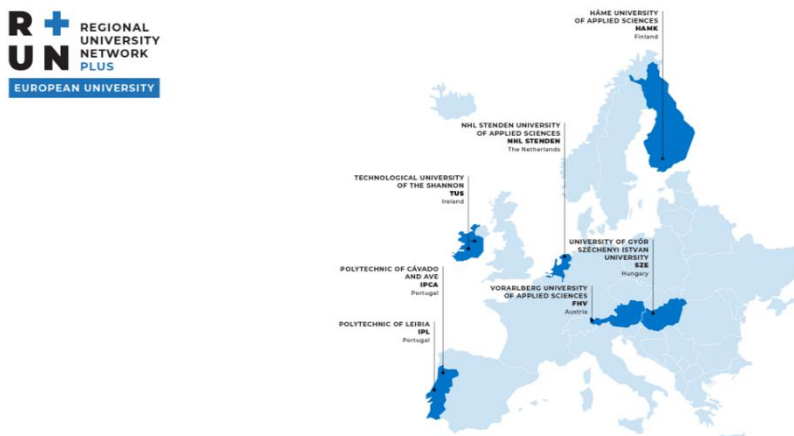 R+
UN
REGIONAL
UNIVERSITY
NETWORK
PLUS
EUROPEAN UNIVERSITY
HÄME UNIVERSITY
OF APPLIED SCIENCES
HAMK
Finland
NHL STENDEN UNIVERSITY
OF APPLIED SCIENCES
NHL STENDEN
The Netherlands
TECHNOLOGICAL UNIVERSITY
OF THE SHANNON
TUS
Ireland
UNIVERSITY OF GYŐR
SZÉCHENYI ISTVAN
UNIVERSITY
SZE
Hungary
POLYTECHNIC OF CÁVADO
AND AVE
IPCA
Portugal
VORARLBERG UNIVERSITY
OF APPLIED SCIENCES
FHV
Austria
POLYTECHNIC OF LEIRIA
IPL
Portugal